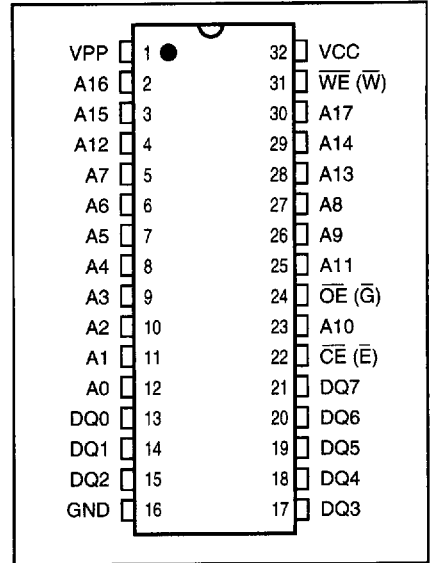 VPP 1 32 VCC
A16 2 31 W̅E̅ (W̅)
A15 3 30 A17
A12 4 29 A14
A7 5 28 A13
A6 6 27 A8
A5 7 26 A9
A4 8 25 A11
A3 9 24 O̅E̅ (G̅)
A2 10 23 A10
A1 11 22 C̅E̅ (E̅)
A0 12 21 DQ7
DQ0 13 20 DQ6
DQ1 14 19 DQ5
DQ2 15 18 DQ4
GND 16 17 DQ3